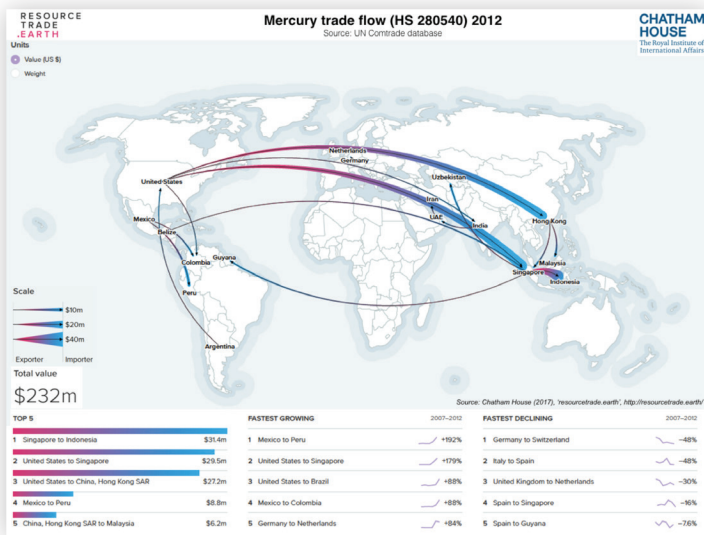 RESOURCE
TRADE
.EARTH
Mercury trade flow (HS 280540) 2012
Source: UN Comtrade database
CHATHAM
HOUSE
The Royal Institute of
International Affairs
Units
Value (US $)
Weight
Netherlands
Germany
United States
Uzbekistan
Iran
UAE
India
Hong Kong
Mexico
Belize
Colombia
Guyana
Malaysia
Singapore
Indonesia
Peru
Argentina
Scale
$10m
$20m
$40m
Exporter Importer
Total value
$232m
Source: Chatham House (2017), 'resourcetrade.earth', http://resourcetrade.earth/
TOP 5
1 Singapore to Indonesia $31.4m
2 United States to Singapore $29.5m
3 United States to China, Hong Kong SAR $27.2m
4 Mexico to Peru $8.8m
5 China, Hong Kong SAR to Malaysia $6.2m
FASTEST GROWING 2007–2012
1 Mexico to Peru +192%
2 United States to Singapore +179%
3 United States to Brazil +88%
4 Mexico to Colombia +88%
5 Germany to Netherlands +84%
FASTEST DECLINING 2007–2012
1 Germany to Switzerland -48%
2 Italy to Spain -48%
3 United Kingdom to Netherlands -30%
4 Spain to Singapore -16%
5 Spain to Guyana -7.6%